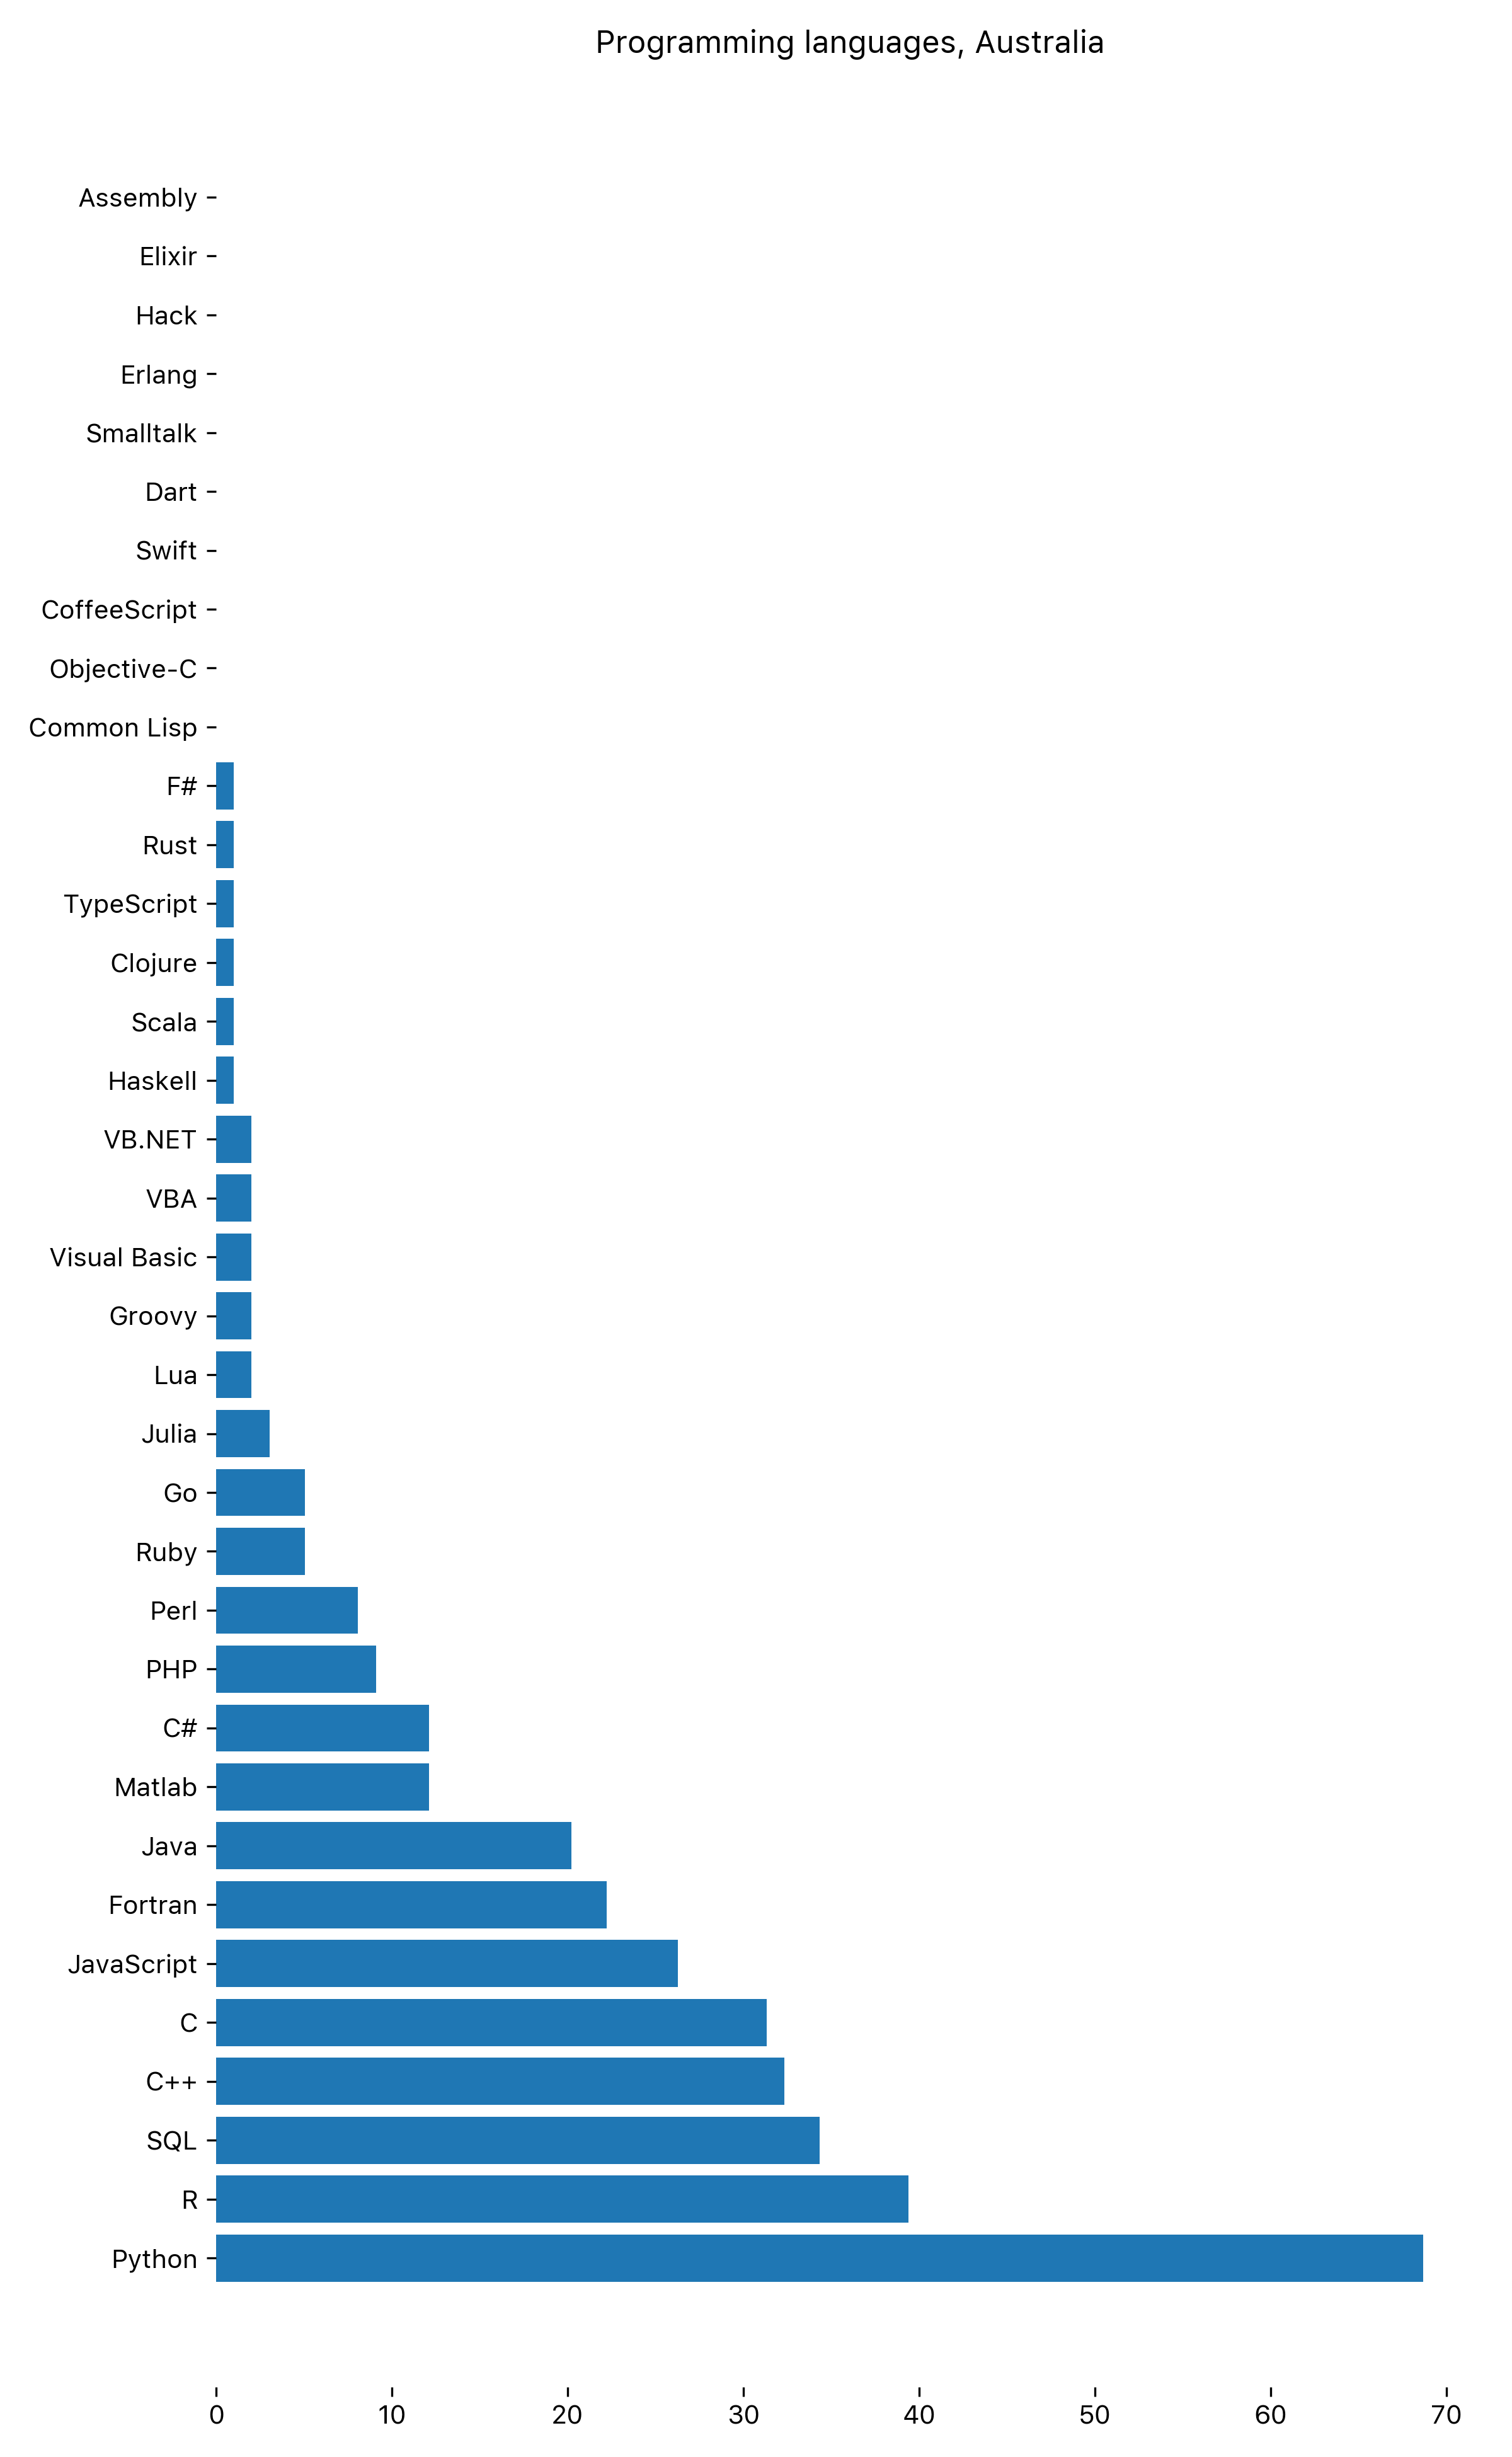 Programming languages, Australia
Assembly
Elixir
Hack
Erlang
Smalltalk
Dart
Swift
CoffeeScript
Objective-C
Common Lisp
F#
Rust
TypeScript
Clojure
Scala
Haskell
VB.NET
VBA
Visual Basic
Groovy
Lua
Julia
Go
Ruby
Perl
PHP
C#
Matlab
Java
Fortran
JavaScript
C
C++
SQL
R
Python
0 10 20 30 40 50 60 70